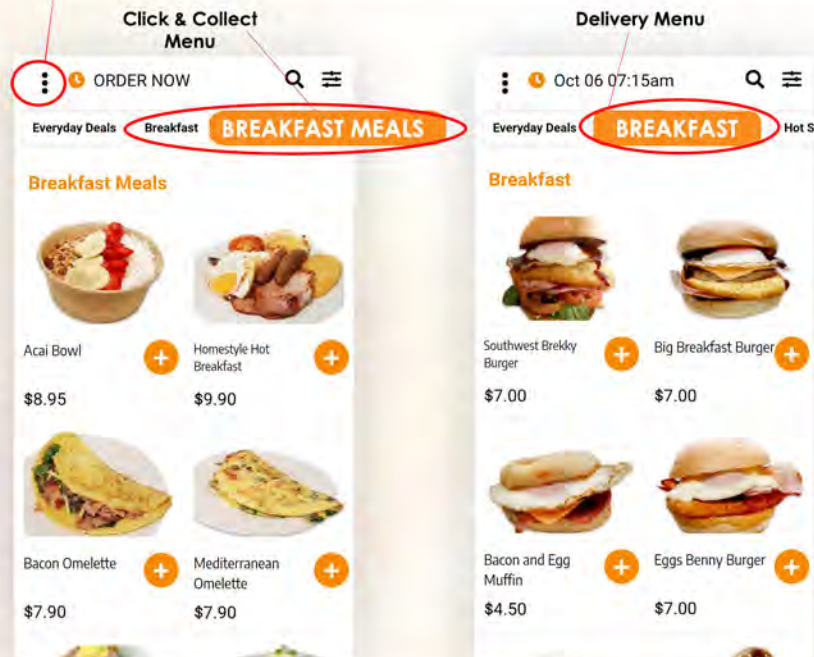 Click & Collect
Menu
ORDER NOW
Everyday Deals Breakfast BREAKFAST MEALS
Breakfast Meals
Acai Bowl
$8.95
Homestyle Hot
Breakfast
$9.90
Bacon Omelette
$7.90
Mediterranean
Omelette
$7.90
Delivery Menu
Oct 06 07:15am
Everyday Deals BREAKFAST Hot S
Breakfast
Southwest Brekky
Burger
$7.00
Big Breakfast Burger
$7.00
Bacon and Egg
Muffin
$4.50
Eggs Benny Burger
$7.00